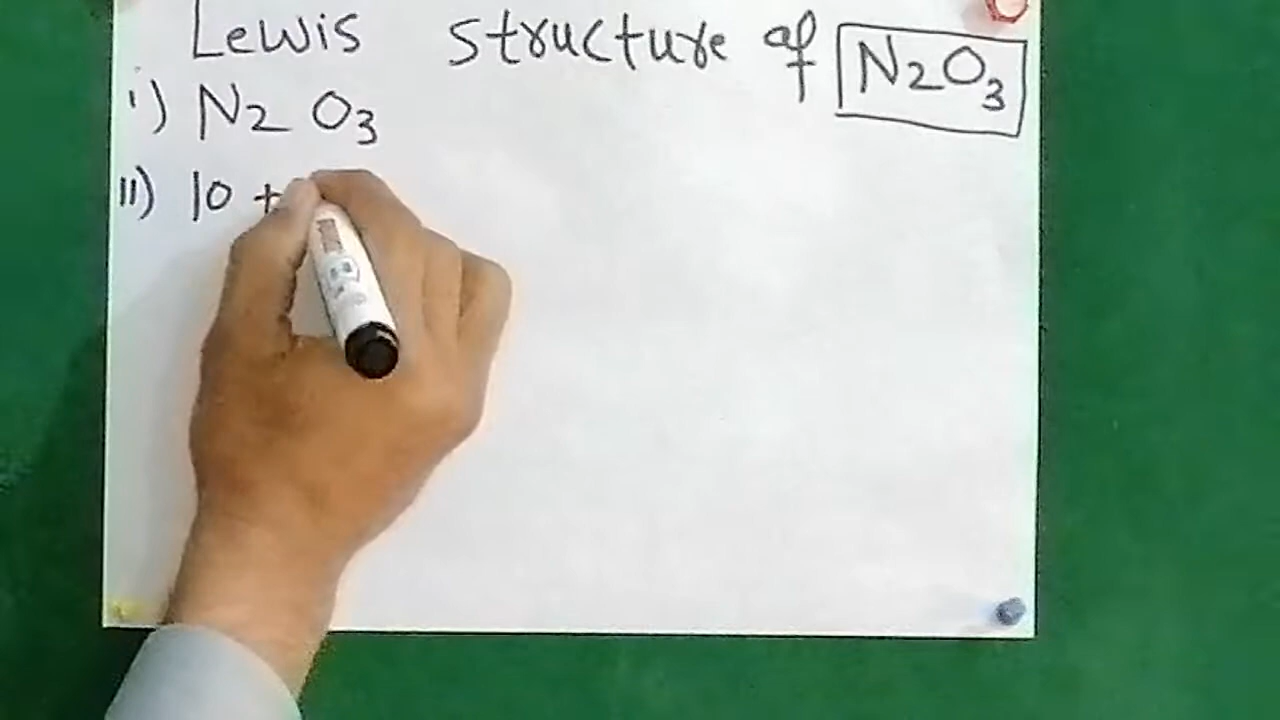 Lewis structure of N2O3
i) N2 O3
ii) 10 +